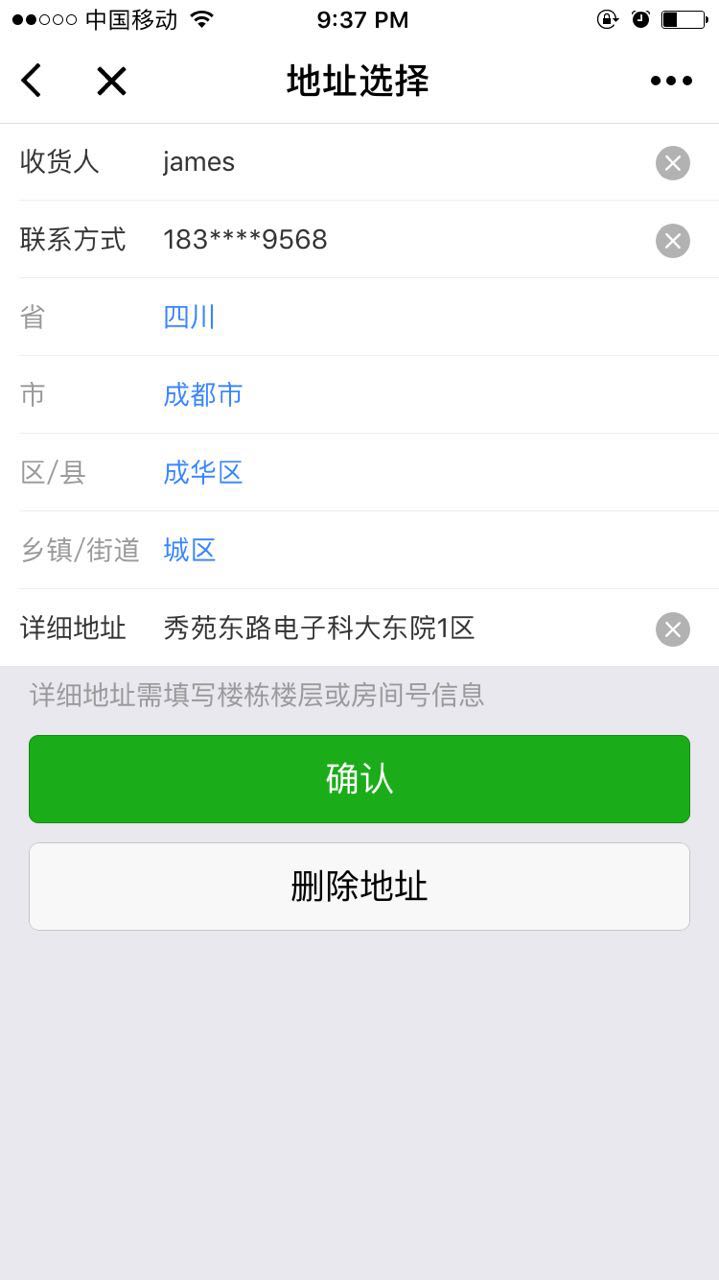 中国移动 9:37 PM
地址选择
收货人 james
联系方式 183****9568
省 四川
市 成都市
区/县 成华区
乡镇/街道 城区
详细地址 秀苑东路电子科大东院1区
详细地址需填写楼栋楼层或房间号信息
确认
删除地址